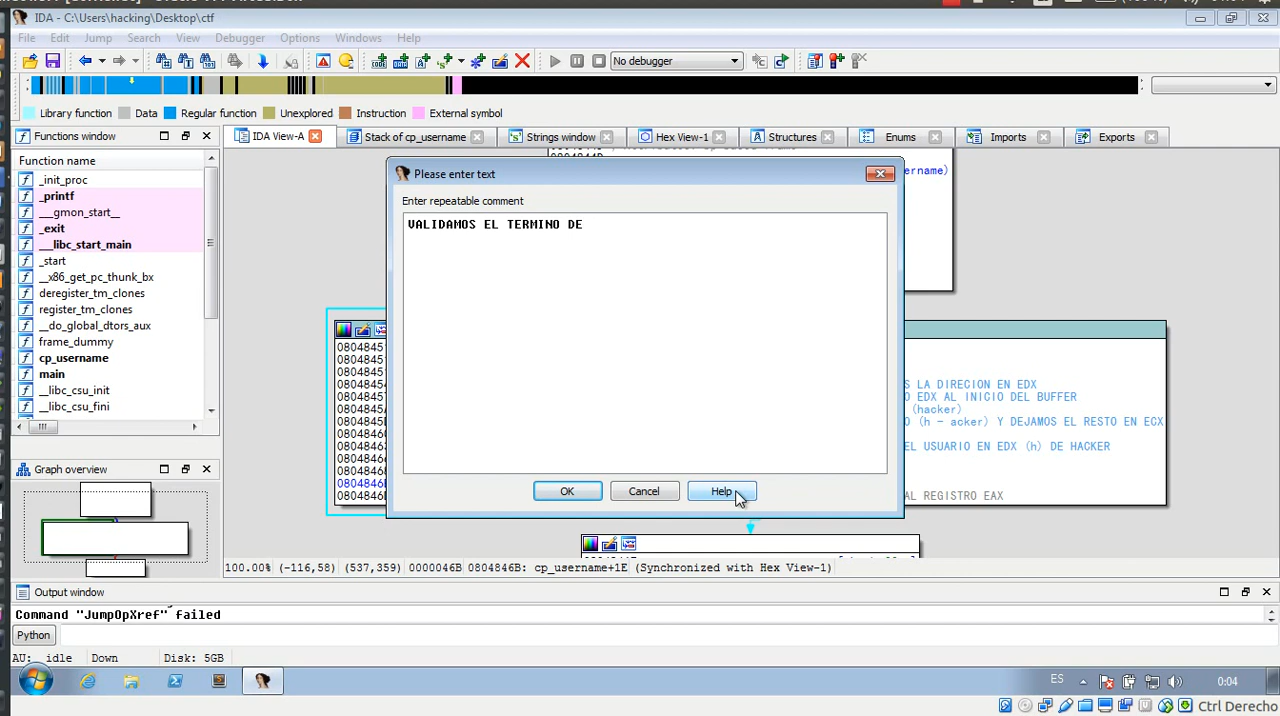 IDA - C:\Users\hacking\Desktop\ctf
File Edit Jump Search View Debugger Options Windows Help
No debugger
Library function Data Regular function Unexplored Instruction External symbol
Functions window
IDA View-A Stack of cp_username Strings window Hex View-1 Structures Enums Imports Exports
Function name
_init_proc
_printf
___gmon_start__
_exit
___libc_start_main
_start
__x86_get_pc_thunk_bx
deregister_tm_clones
register_tm_clones
__do_global_dtors_aux
frame_dummy
cp_username
main
__libc_csu_init
__libc_csu_fini
Please enter text
Enter repeatable comment
VALIDAMOS EL TERMINO DE
OK Cancel Help
ername)
S LA DIRECION EN EDX
O EDX AL INICIO DEL BUFFER
(hacker)
O (h - acker) Y DEJAMOS EL RESTO EN ECX
EL USUARIO EN EDX (h) DE HACKER
AL REGISTRO EAX
Graph overview
100.00% (-116,58) (537,359) 0000046B 0804846B: cp_username+1E (Synchronized with Hex View-1)
Output window
Command "JumpOpXref" failed
Python
AU: idle Down Disk: 5GB
ES 0:04
Ctrl Derecho